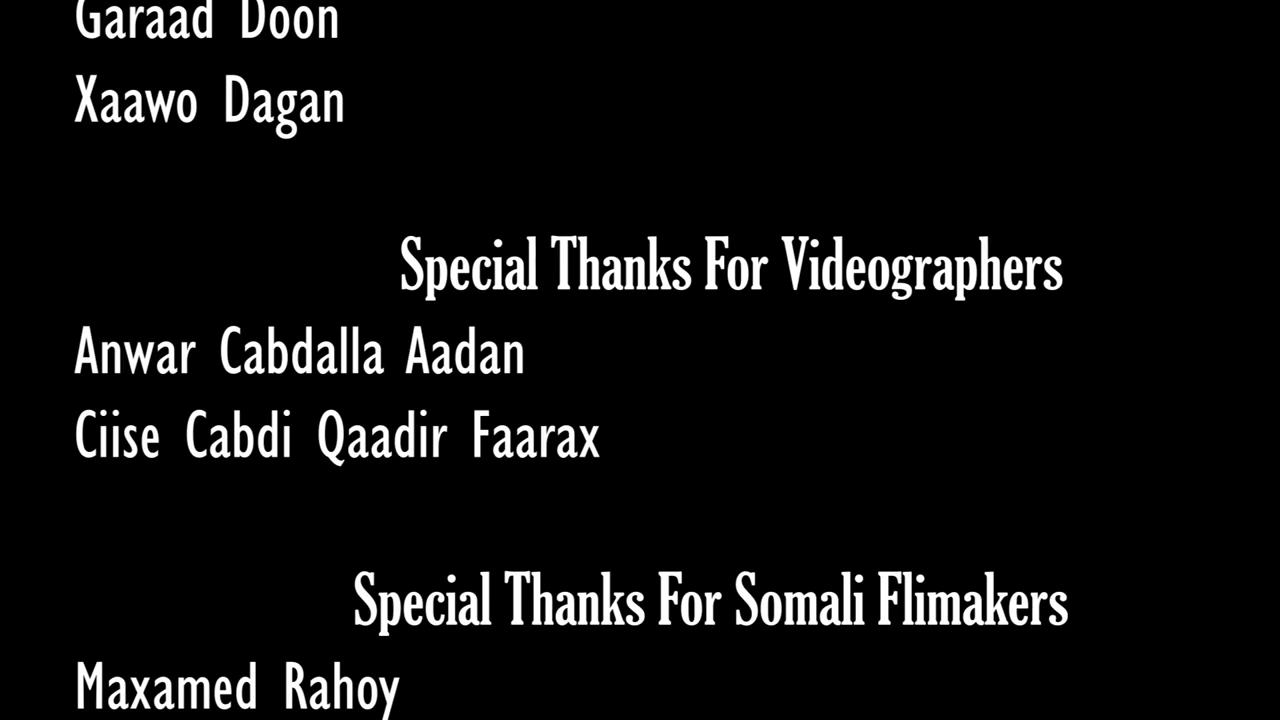 Garaad Doon
Xaawo Dagan
Special Thanks For Videographers
Anwar Cabdalla Aadan
Ciise Cabdi Qaadir Faarax
Special Thanks For Somali Flimakers
Maxamed Rahoy